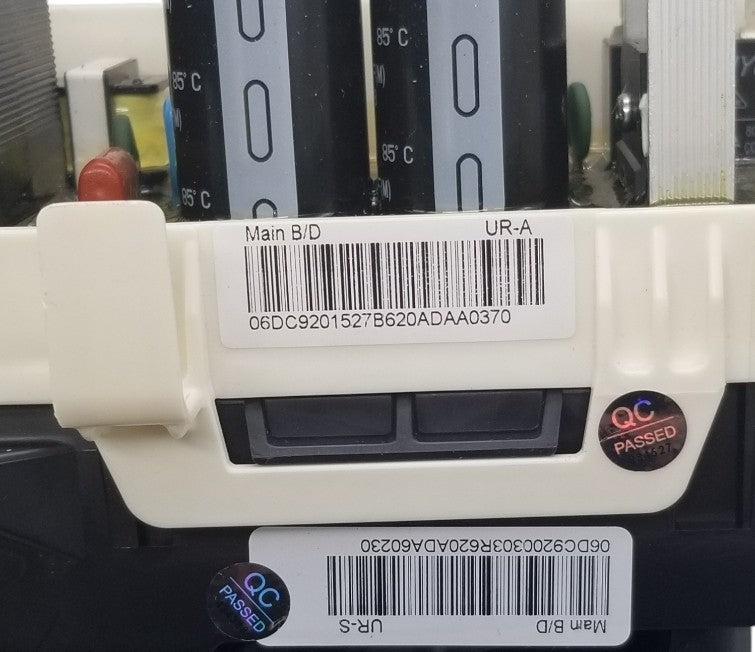 85° C
85° C
M)
85° C
85° C
M)
Main B/D UR-A
06DC9201527B620ADAA0370
QC
PASSED
06DC9200303R620ADA60230
Main B/D UR-S
QC
PASSED